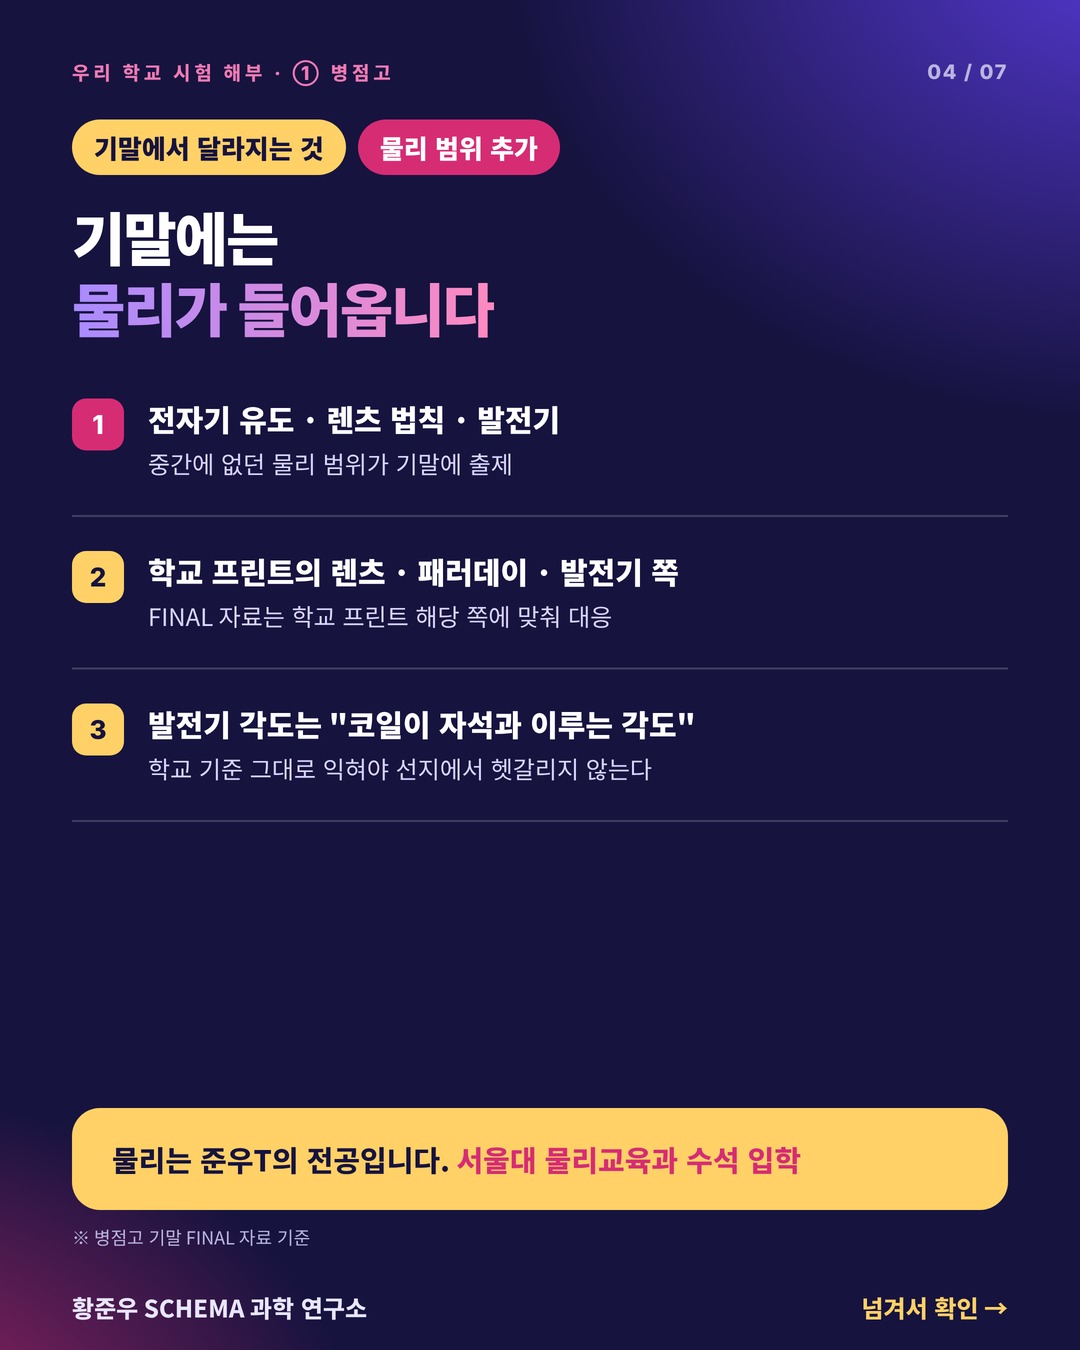 우리 학교 시험 해부 · ① 병점고
04 / 07
기말에서 달라지는 것
물리 범위 추가
기말에는
물리가 들어옵니다
1
전자기 유도 · 렌츠 법칙 · 발전기
중간에 없던 물리 범위가 기말에 출제
2
학교 프린트의 렌츠 · 패러데이 · 발전기 쪽
FINAL 자료는 학교 프린트 해당 쪽에 맞춰 대응
3
발전기 각도는 "코일이 자석과 이루는 각도"
학교 기준 그대로 익혀야 선지에서 헷갈리지 않는다
물리는 준우T의 전공입니다. 서울대 물리교육과 수석 입학
※ 병점고 기말 FINAL 자료 기준
황준우 SCHEMA 과학 연구소
넘겨서 확인 →